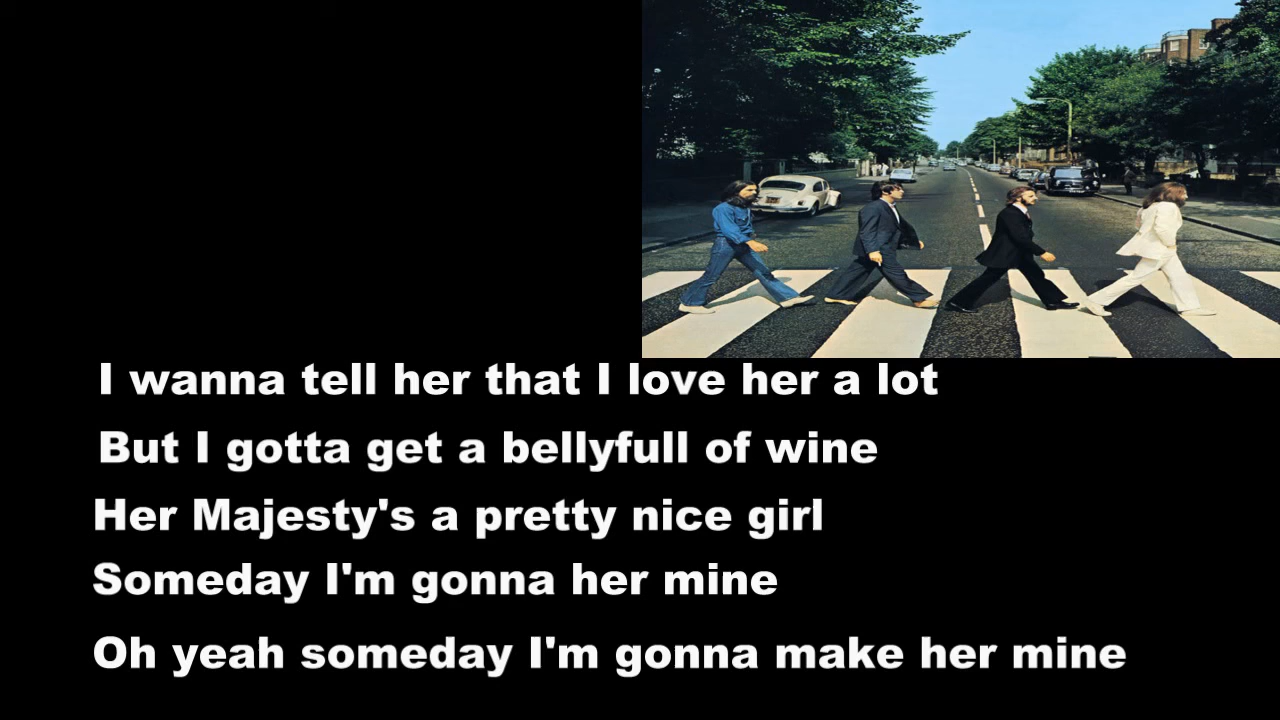 I wanna tell her that I love her a lot
But I gotta get a bellyfull of wine
Her Majesty's a pretty nice girl
Someday I'm gonna her mine
Oh yeah someday I'm gonna make her mine